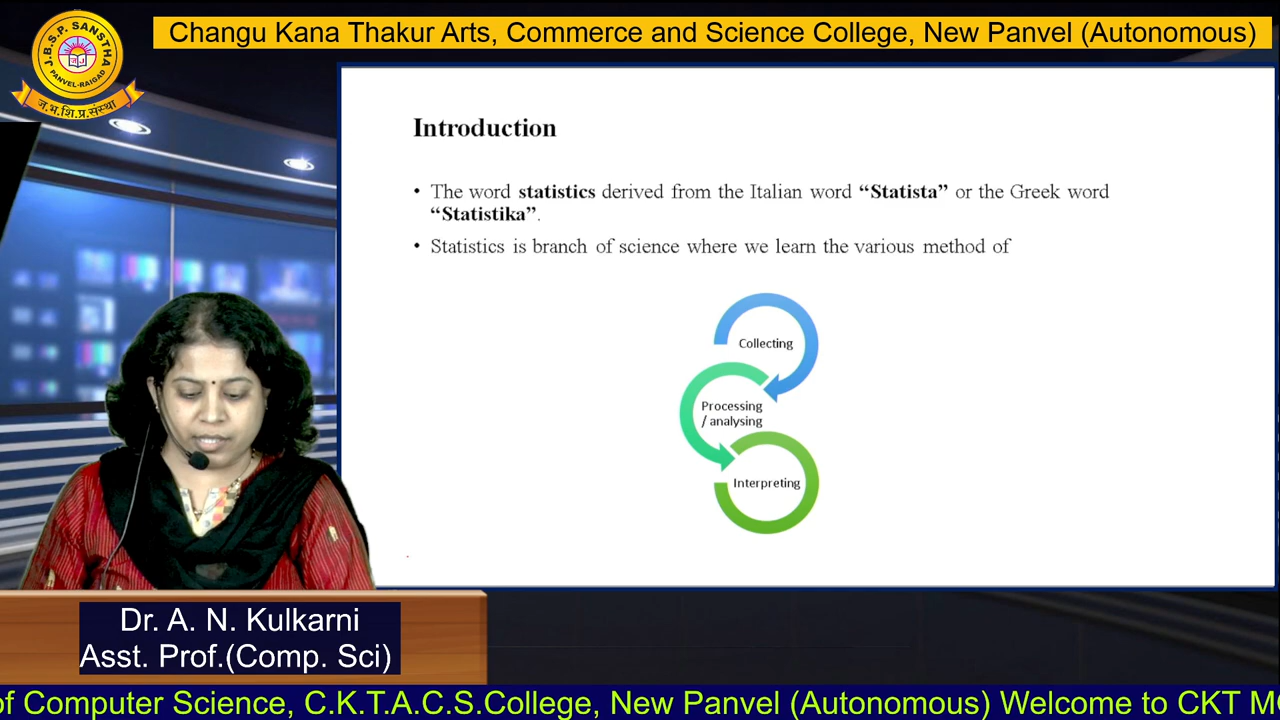 J.B.S.P. SANSTHA
PANVEL-RAIGAD
ज.भ.शि.प्र.संस्था
Changu Kana Thakur Arts, Commerce and Science College, New Panvel (Autonomous)
Introduction
• The word statistics derived from the Italian word “Statista” or the Greek word
“Statistika”.
• Statistics is branch of science where we learn the various method of
Collecting
Processing
/ analysing
Interpreting
Dr. A. N. Kulkarni
Asst. Prof.(Comp. Sci)
of Computer Science, C.K.T.A.C.S.College, New Panvel (Autonomous) Welcome to CKT M